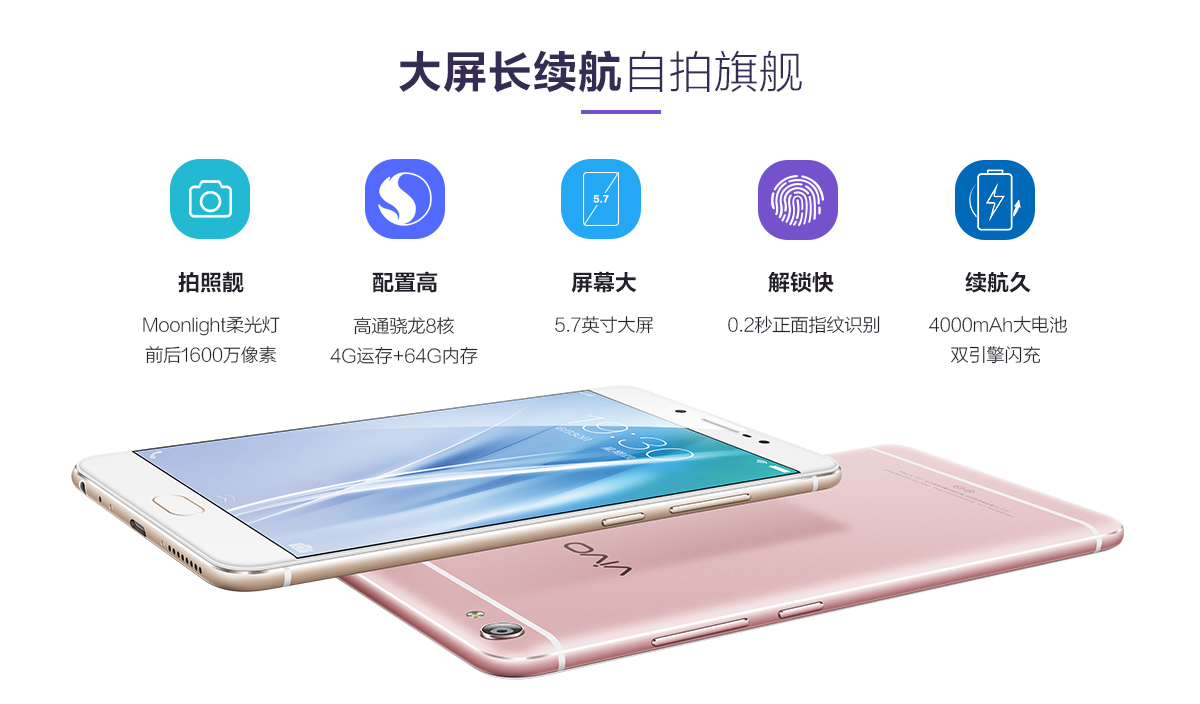 大屏长续航自拍旗舰
5.7
拍照靓
配置高
屏幕大
解锁快
续航久
Moonlight柔光灯
前后1600万像素
高通骁龙8核
4G运存+64G内存
5.7英寸大屏
0.2秒正面指纹识别
4000mAh大电池
双引擎闪充
19:30
vivo